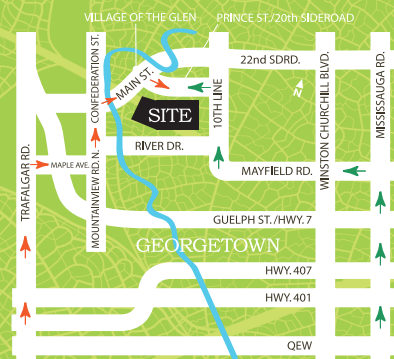 VILLAGE OF THE GLEN
PRINCE ST./20th SIDEROAD
CONFEDERATION ST.
MAIN ST.
22nd SDRD.
N
SITE
10TH LINE
WINSTON CHURCHILL BLVD.
MISSISSAUGA RD.
RIVER DR.
MAPLE AVE.
MAYFIELD RD.
TRAFALGAR RD.
MOUNTAINVIEW RD. N.
GUELPH ST./HWY. 7
GEORGETOWN
HWY. 407
HWY. 401
QEW